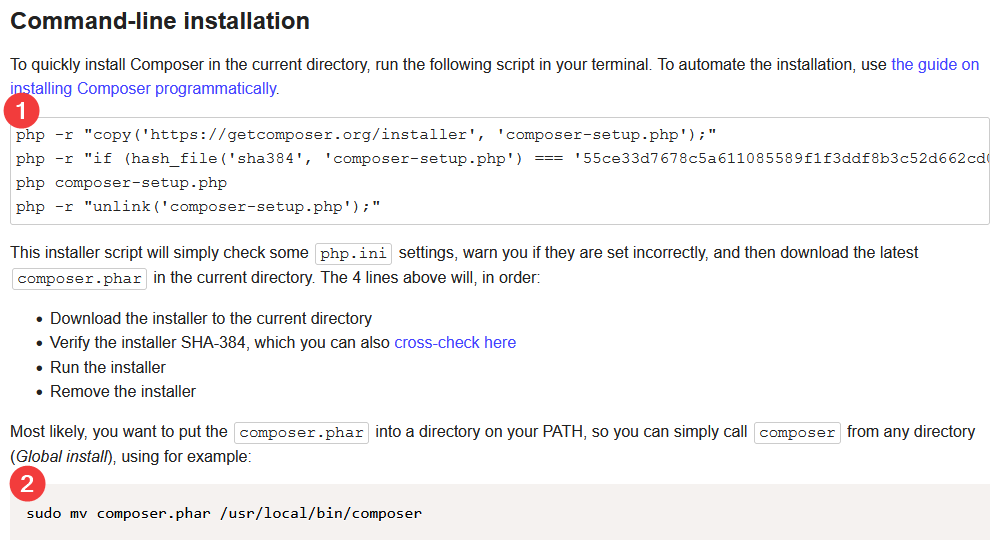 Command-line installation
To quickly install Composer in the current directory, run the following script in your terminal. To automate the installation, use the guide on
installing Composer programmatically.
1
php -r "copy('https://getcomposer.org/installer', 'composer-setup.php');"
php -r "if (hash_file('sha384', 'composer-setup.php') === '55ce33d7678c5a611085589f1f3ddf8b3c52d662cd0
php composer-setup.php
php -r "unlink('composer-setup.php');"
This installer script will simply check some php.ini settings, warn you if they are set incorrectly, and then download the latest
composer.phar in the current directory. The 4 lines above will, in order:
• Download the installer to the current directory
• Verify the installer SHA-384, which you can also cross-check here
• Run the installer
• Remove the installer
Most likely, you want to put the composer.phar into a directory on your PATH, so you can simply call composer from any directory
(Global install), using for example:
2
sudo mv composer.phar /usr/local/bin/composer